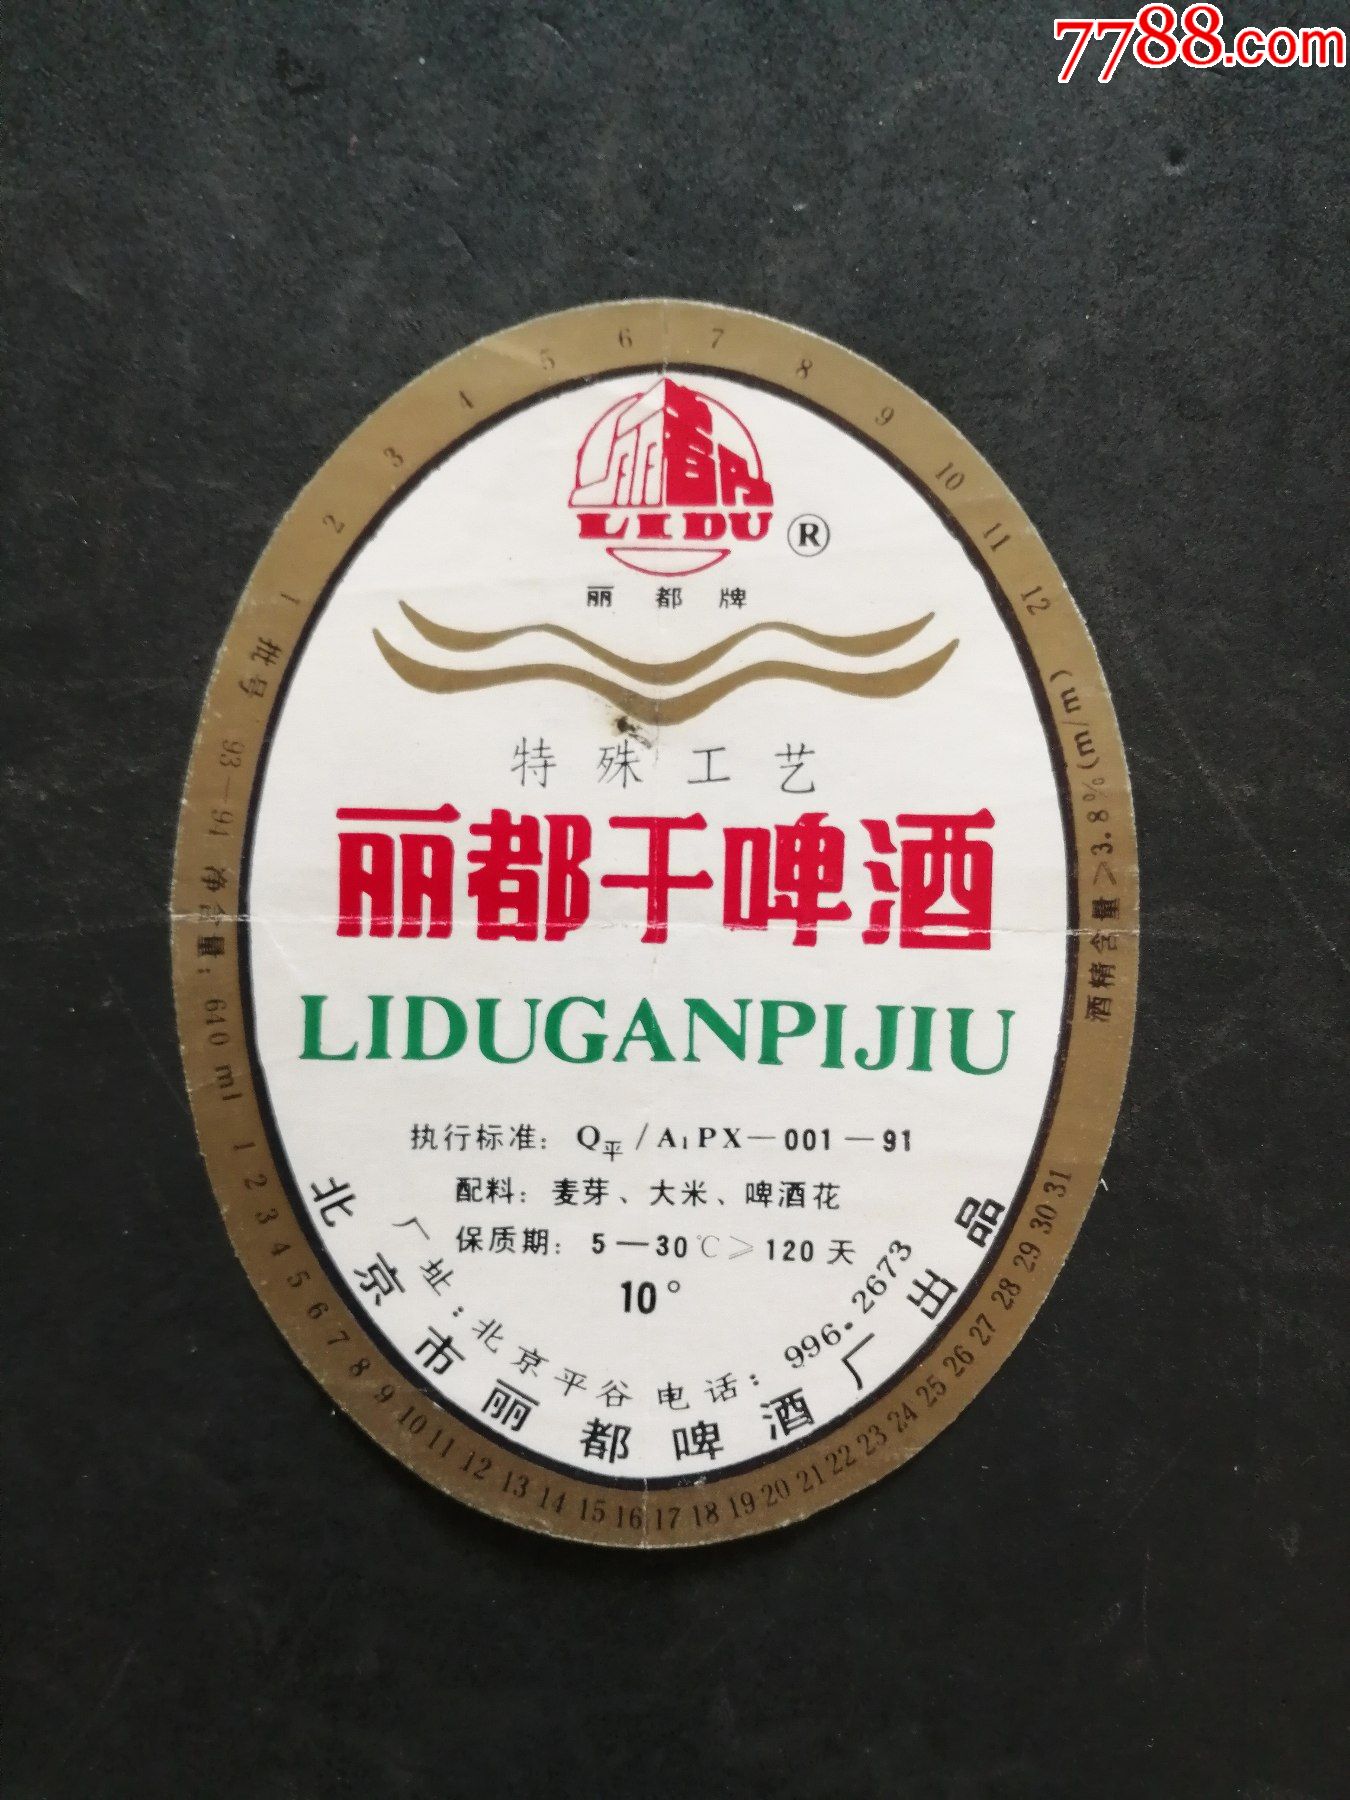 7788.com
批号 1 2 3 4 5 6 7 8 9 10 11 12
酒精含量≥3.8%(m/m)
93—91 净含量:640 ml
丽都
LIDU ®
丽都牌
特殊工艺
丽都干啤酒
LIDUGANPIJIU
执行标准: Q平/A₁PX—001—91
配料: 麦芽、大米、啤酒花
保质期: 5—30℃≥120天
10°
厂址:北京平谷 电话:996.2673
北京市丽都啤酒厂出品
1 2 3 4 5 6 7 8 9 10 11 12 13 14 15 16 17 18 19 20 21 22 23 24 25 26 27 28 29 30 31